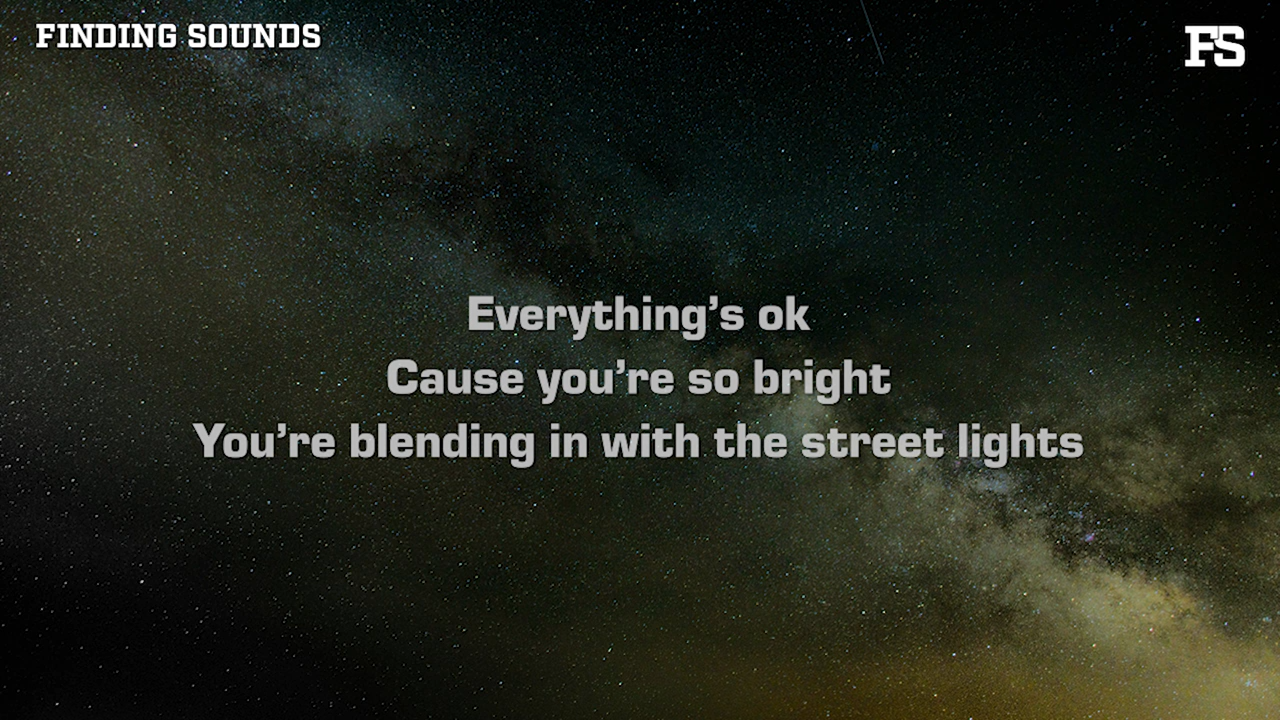 FINDING SOUNDS
FS
Everything’s ok
Cause you’re so bright
You’re blending in with the street lights